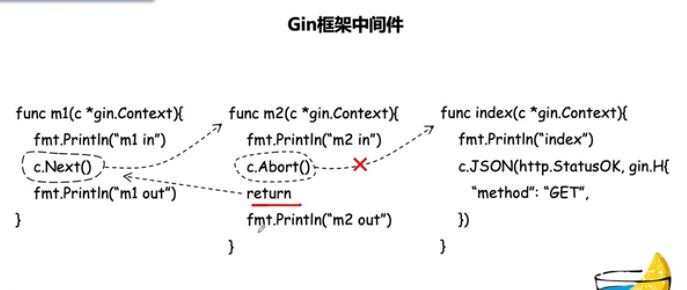 Gin框架中间件
func m1(c *gin.Context){
fmt.Println("m1 in")
c.Next()
fmt.Println("m1 out")
}
func m2(c *gin.Context){
fmt.Println("m2 in")
c.Abort()
return
fmt.Println("m2 out")
}
func index(c *gin.Context){
fmt.Println("index")
c.JSON(http.StatusOK, gin.H{
"method": "GET",
})
}